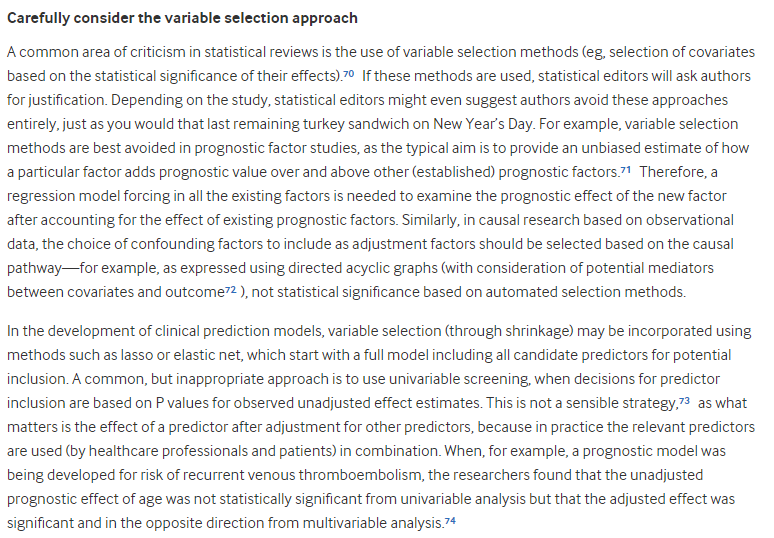 Carefully consider the variable selection approach
A common area of criticism in statistical reviews is the use of variable selection methods (eg, selection of covariates
based on the statistical significance of their effects).70 If these methods are used, statistical editors will ask authors
for justification. Depending on the study, statistical editors might even suggest authors avoid these approaches
entirely, just as you would that last remaining turkey sandwich on New Year's Day. For example, variable selection
methods are best avoided in prognostic factor studies, as the typical aim is to provide an unbiased estimate of how
a particular factor adds prognostic value over and above other (established) prognostic factors.71 Therefore, a
regression model forcing in all the existing factors is needed to examine the prognostic effect of the new factor
after accounting for the effect of existing prognostic factors. Similarly, in causal research based on observational
data, the choice of confounding factors to include as adjustment factors should be selected based on the causal
pathway—for example, as expressed using directed acyclic graphs (with consideration of potential mediators
between covariates and outcome72 ), not statistical significance based on automated selection methods.
In the development of clinical prediction models, variable selection (through shrinkage) may be incorporated using
methods such as lasso or elastic net, which start with a full model including all candidate predictors for potential
inclusion. A common, but inappropriate approach is to use univariable screening, when decisions for predictor
inclusion are based on P values for observed unadjusted effect estimates. This is not a sensible strategy,73 as what
matters is the effect of a predictor after adjustment for other predictors, because in practice the relevant predictors
are used (by healthcare professionals and patients) in combination. When, for example, a prognostic model was
being developed for risk of recurrent venous thromboembolism, the researchers found that the unadjusted
prognostic effect of age was not statistically significant from univariable analysis but that the adjusted effect was
significant and in the opposite direction from multivariable analysis.74